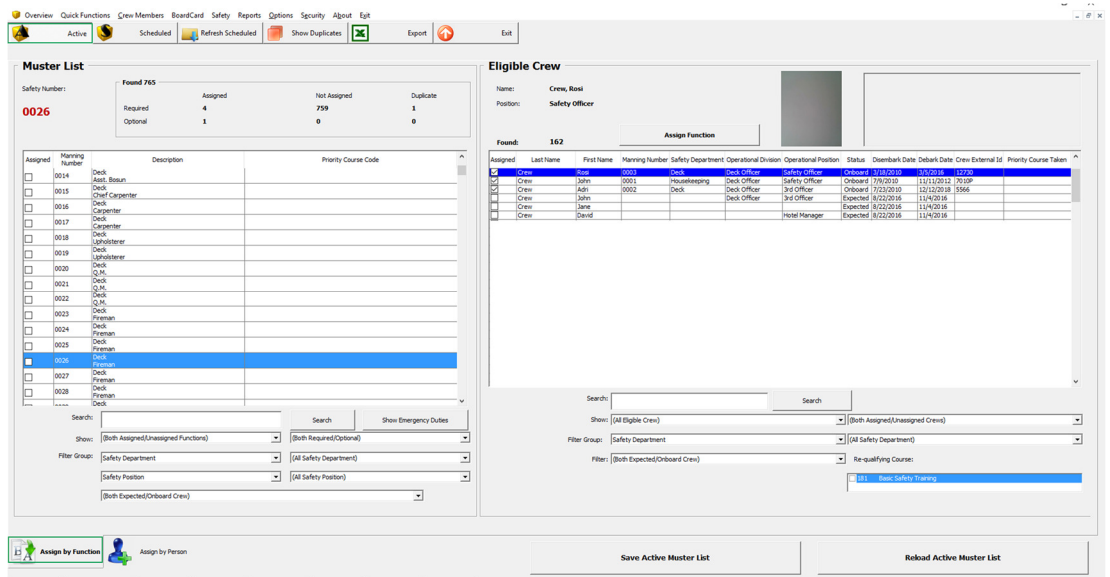 Overview Quick Functions Crew Members BoardCard Safety Reports Options Security About Exit
Active Scheduled Refresh Scheduled Show Duplicates Export Exit
Muster List
Safety Number:
0026
Found 765
Assigned Not Assigned Duplicate
Required 4 759 1
Optional 1 0 0
Assigned Manning Number Description Priority Course Code
0014 Deck
Asst. Bosun
0015 Deck
Chief Carpenter
0016 Deck
Carpenter
0017 Deck
Carpenter
0018 Deck
Upholsterer
0019 Deck
Upholsterer
0020 Deck
Q.M.
0021 Deck
Q.M.
0022 Deck
Q.M.
0023 Deck
Fireman
0024 Deck
Fireman
0025 Deck
Fireman
0026 Deck
Fireman
0027 Deck
Fireman
0028 Deck
Fireman
Deck
Search: Search Show Emergency Duties
Show: (Both Assigned/Unassigned Functions) (Both Required/Optional)
Filter Group: Safety Department (All Safety Department)
Safety Position (All Safety Position)
(Both Expected/Onboard Crew)
Eligible Crew
Name: Crew, Rosi
Position: Safety Officer
Found: 162
Assign Function
Assigned Last Name First Name Manning Number Safety Department Operational Division Operational Position Status Disembark Date Debark Date Crew External Id Priority Course Taken
Crew Rosi 0003 Deck Deck Officer Safety Officer Onboard 3/18/2010 3/5/2016 12730
Crew John 0001 Housekeeping Deck Officer Safety Officer Onboard 7/9/2010 11/11/2012 7010P
Crew Adri 0002 Deck Deck Officer 3rd Officer Onboard 7/23/2010 12/12/2018 5566
Crew John Deck Officer 3rd Officer Expected 8/22/2016 11/4/2016
Crew Jane Expected 8/22/2016 11/4/2016
Crew David Hotel Manager Expected 8/22/2016 11/4/2016
Search: Search
Show: (All Eligible Crew) (Both Assigned/Unassigned Crews)
Filter Group: Safety Department (All Safety Department)
Filter: (Both Expected/Onboard Crew) Re-qualifying Course:
181 Basic Safety Training
Assign by Function Assign by Person
Save Active Muster List Reload Active Muster List